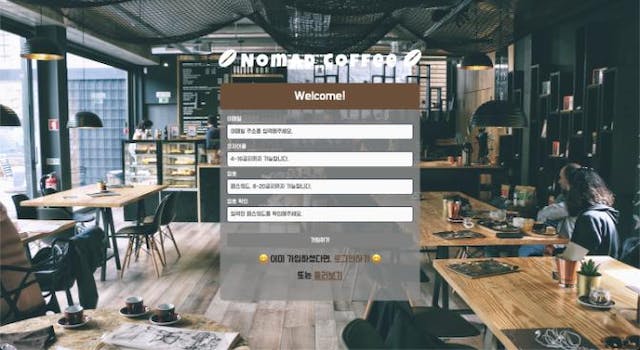 NOMAD COFFEE
Welcome!
이메일
이메일 주소를 입력해주세요.
유저이름
4-16글자까지 가능합니다.
암호
패스워드, 8-20글자까지 가능합니다.
암호 확인
입력한 패스워드를 확인해주세요.
가입하기
😀 이미 가입하셨다면, 로그인하기 😀
또는 둘러보기